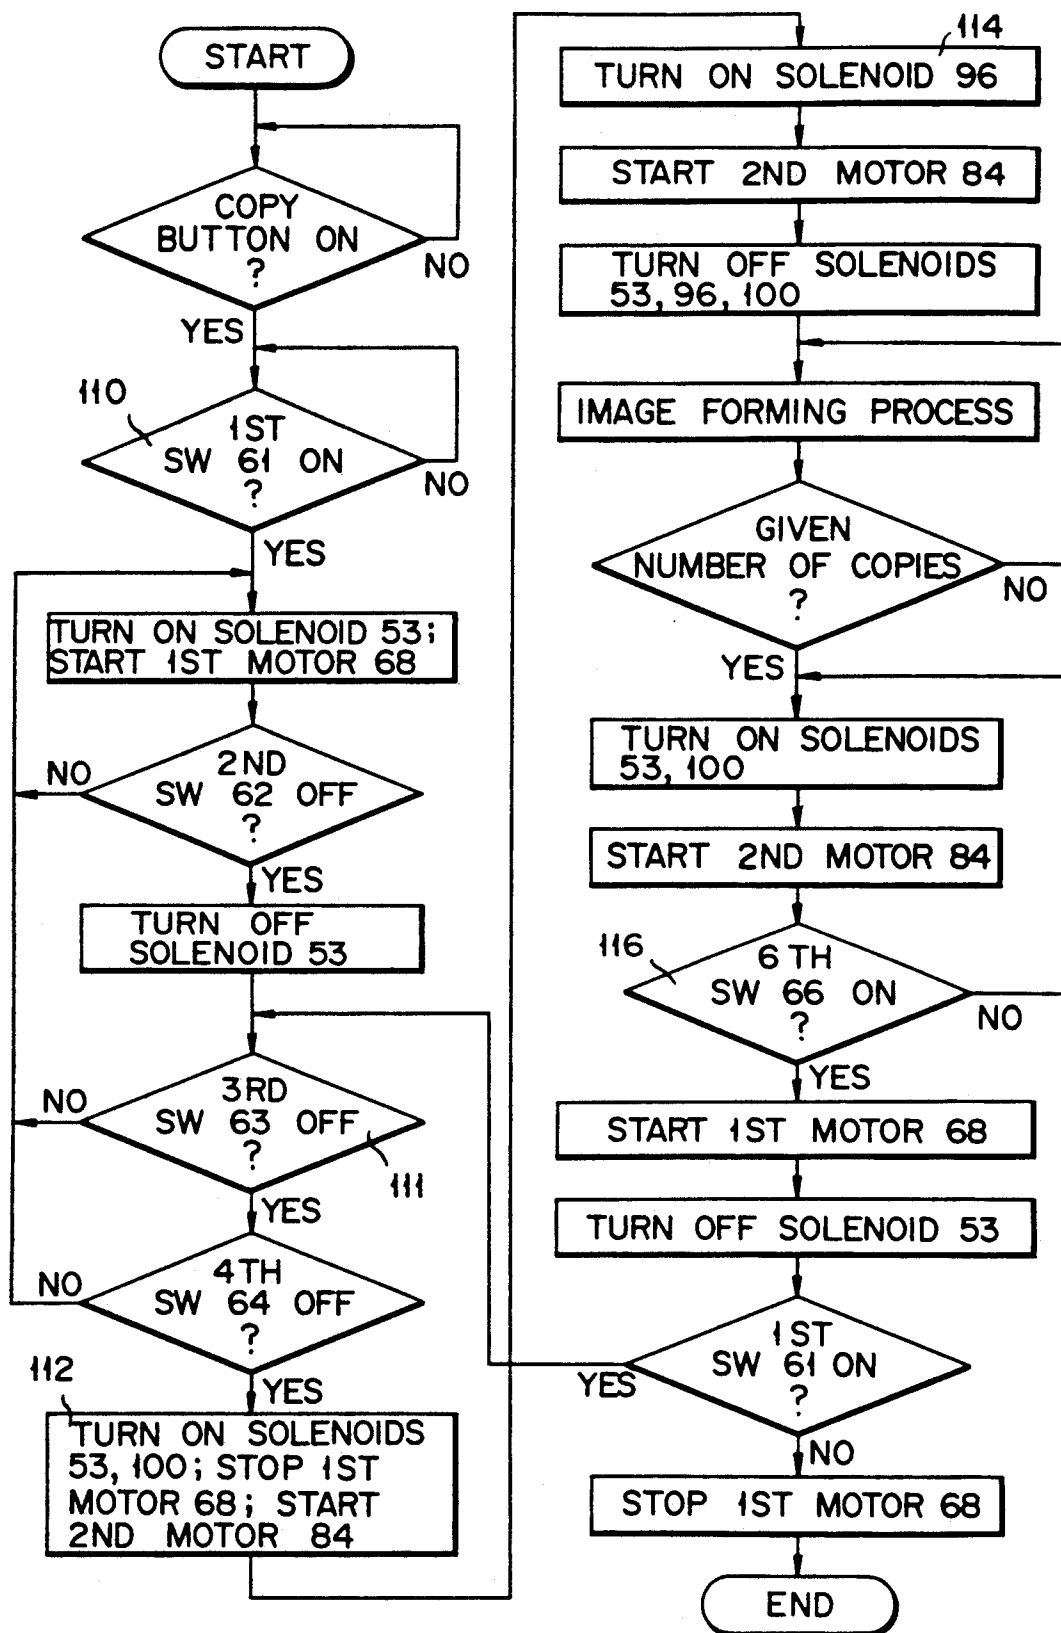 START
COPY
BUTTON ON
?
NO
YES
110
1ST
SW 61 ON
?
NO
YES
TURN ON SOLENOID 53;
START 1ST MOTOR 68
2ND
SW 62 OFF
?
NO
YES
TURN OFF
SOLENOID 53
3RD
SW 63 OFF
?
NO
111
YES
4TH
SW 64 OFF
?
NO
YES
112
TURN ON SOLENOIDS
53, 100; STOP 1ST
MOTOR 68; START
2ND MOTOR 84
114
TURN ON SOLENOID 96
START 2ND MOTOR 84
TURN OFF SOLENOIDS
53, 96, 100
IMAGE FORMING PROCESS
GIVEN
NUMBER OF COPIES
?
NO
YES
TURN ON SOLENOIDS
53, 100
START 2ND MOTOR 84
116
6TH
SW 66 ON
?
NO
YES
START 1ST MOTOR 68
TURN OFF SOLENOID 53
1ST
SW 61 ON
?
YES
NO
STOP 1ST MOTOR 68
END